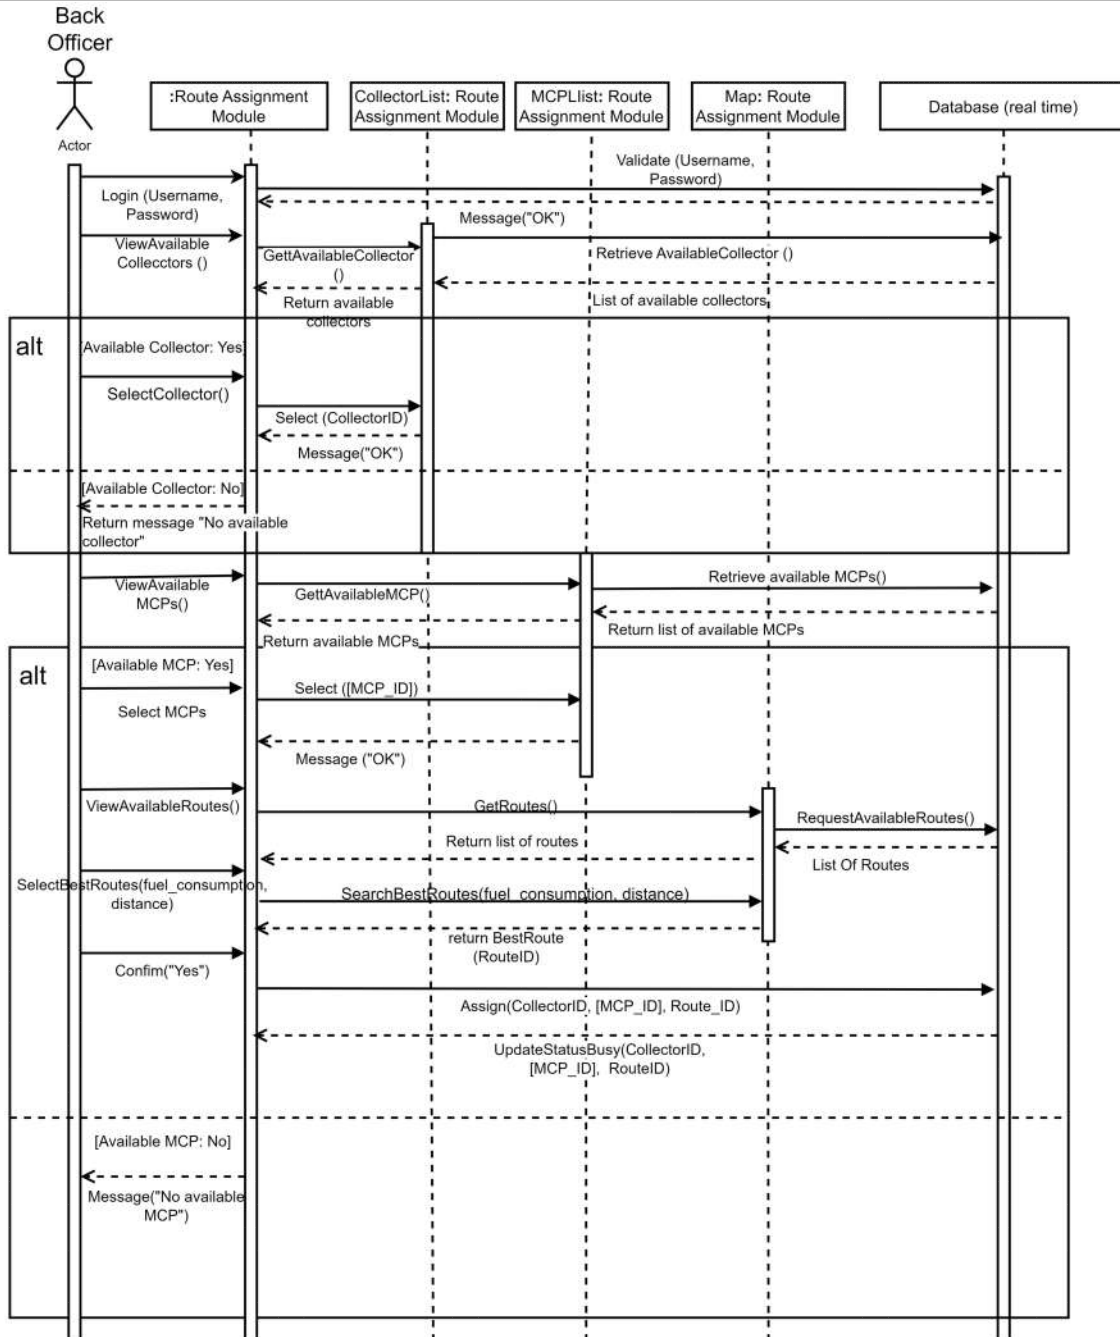 Back
Officer
Actor
:Route Assignment
Module
CollectorList: Route
Assignment Module
MCPLlist: Route
Assignment Module
Map: Route
Assignment Module
Database (real time)
Login (Username,
Password)
Validate (Username,
Password)
Message("OK")
ViewAvailable
Collecctors ()
GettAvailableCollector
()
Retrieve AvailableCollector ()
Return available
collectors
List of available collectors
alt
[Available Collector: Yes]
SelectCollector()
Select (CollectorID)
Message("OK")
[Available Collector: No]
Return message "No available
collector"
ViewAvailable
MCPs()
GettAvailableMCP()
Retrieve available MCPs()
Return list of available MCPs
Return available MCPs
alt
[Available MCP: Yes]
Select MCPs
Select ([MCP_ID])
Message ("OK")
ViewAvailableRoutes()
GetRoutes()
RequestAvailableRoutes()
Return list of routes
List Of Routes
SelectBestRoutes(fuel_consumption,
distance)
SearchBestRoutes(fuel_consumption, distance)
return BestRoute
(RouteID)
Confim("Yes")
Assign(CollectorID, [MCP_ID], Route_ID)
UpdateStatusBusy(CollectorID,
[MCP_ID], RouteID)
[Available MCP: No]
Message("No available
MCP")